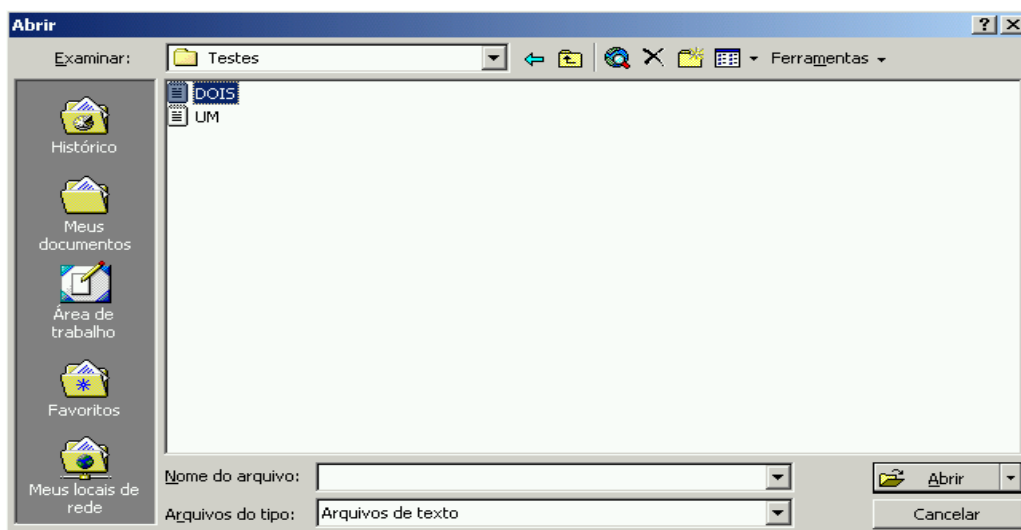 Abrir
Examinar:
Testes
Ferramentas
DOIS
UM
Histórico
Meus
documentos
Área de
trabalho
Favoritos
Meus locais de
rede
Nome do arquivo:
Abrir
Arquivos do tipo:
Arquivos de texto
Cancelar